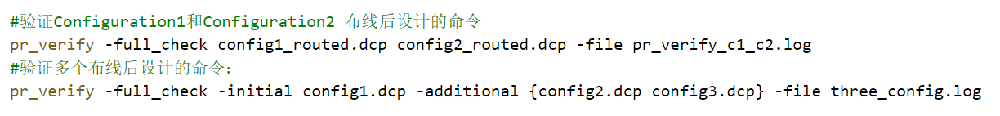 #验证Configuration1和Configuration2 布线后设计的命令
pr_verify -full_check config1_routed.dcp config2_routed.dcp -file pr_verify_c1_c2.log
#验证多个布线后设计的命令:
pr_verify -full_check -initial config1.dcp -additional {config2.dcp config3.dcp} -file three_config.log